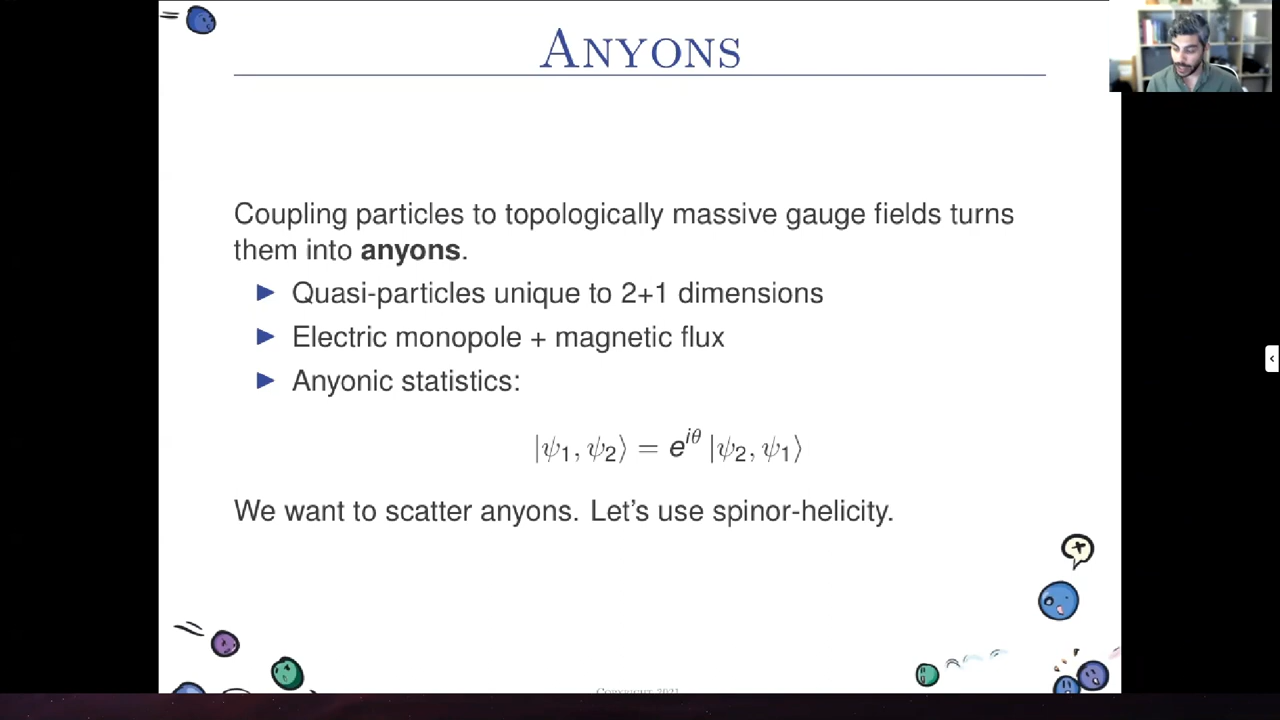 ANYONS
Coupling particles to topologically massive gauge fields turns
them into anyons.
▶ Quasi-particles unique to 2+1 dimensions
▶ Electric monopole + magnetic flux
▶ Anyonic statistics:
|ψ₁, ψ₂⟩ = e^{iθ} |ψ₂, ψ₁⟩
We want to scatter anyons. Let's use spinor-helicity.
+